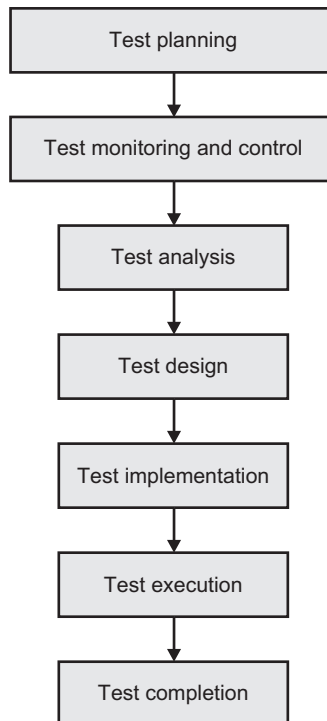 Test planning
Test monitoring and control
Test analysis
Test design
Test implementation
Test execution
Test completion